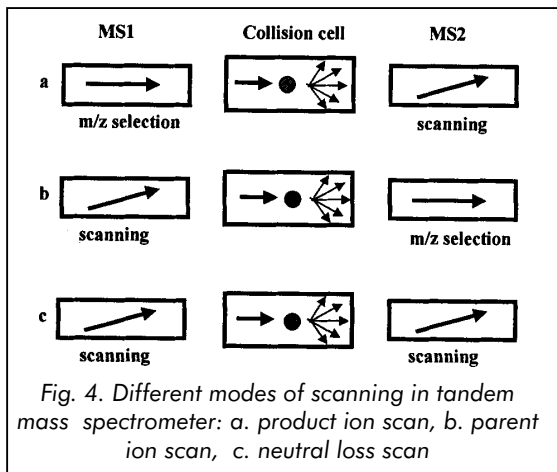 MS1 Collision cell MS2
a
m/z selection scanning
b
scanning m/z selection
c
scanning scanning
Fig. 4. Different modes of scanning in tandem
mass spectrometer: a. product ion scan, b. parent
ion scan, c. neutral loss scan